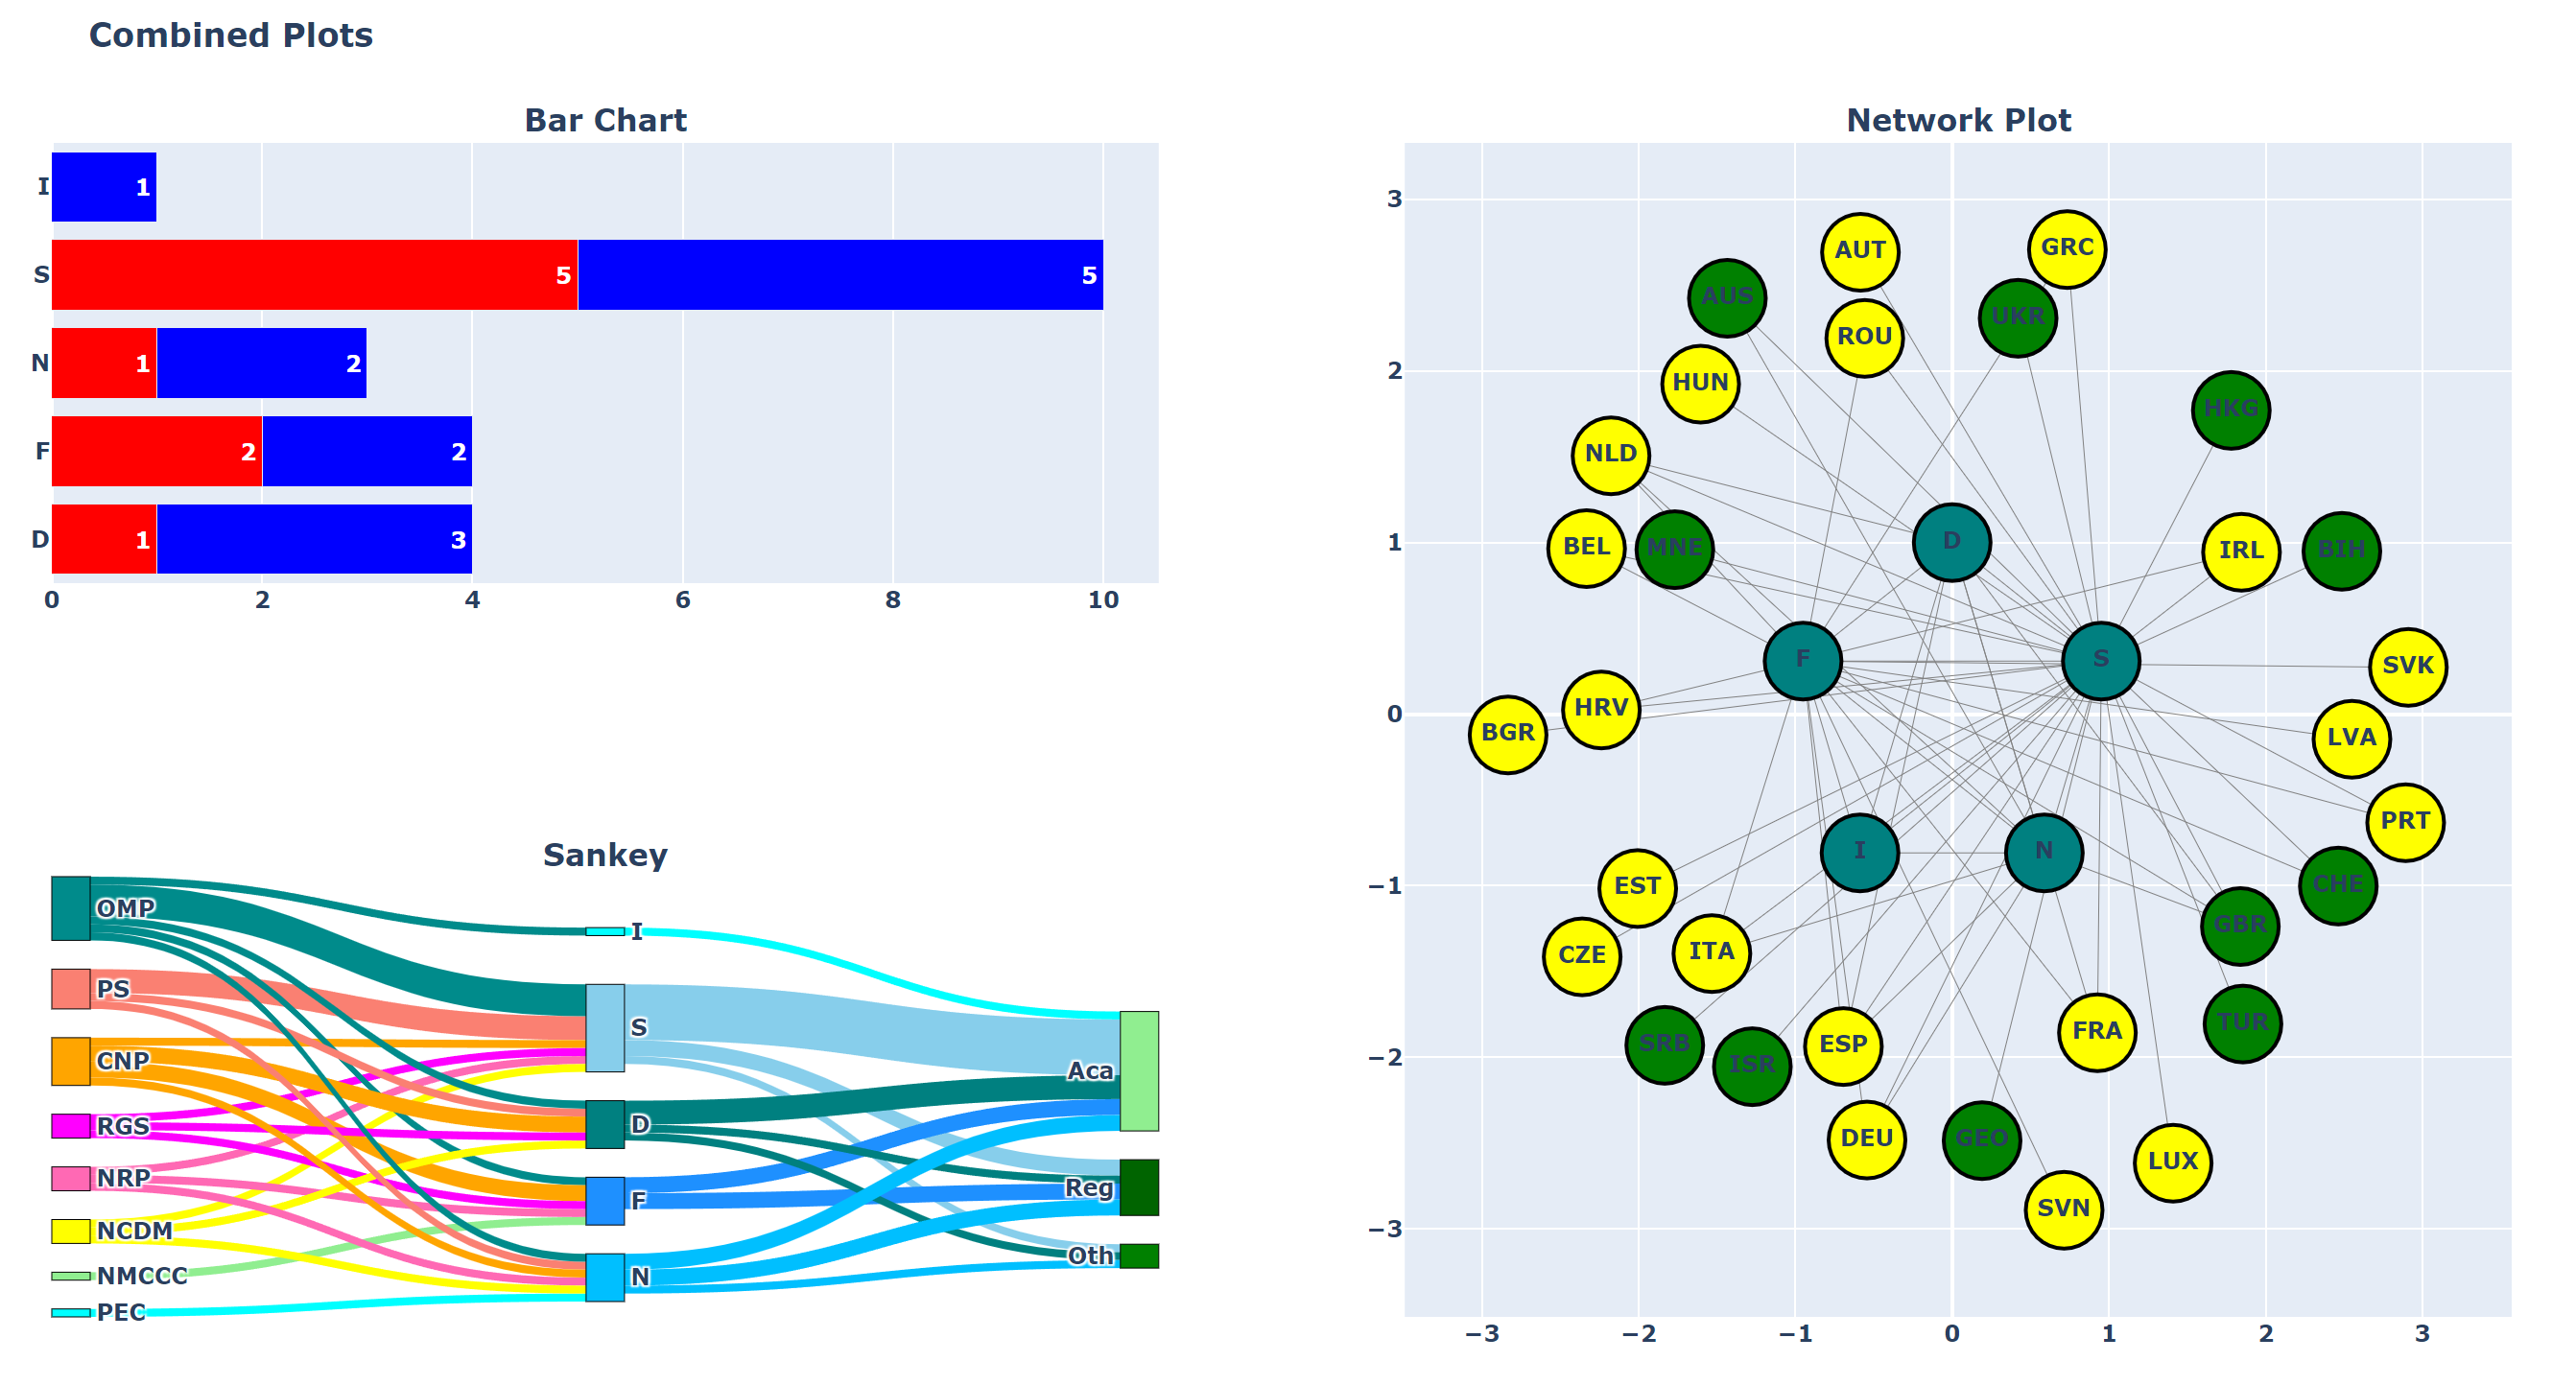 Combined Plots
Bar Chart
I
1
S
5 5
N
1 2
F
2 2
D
1 3
0 2 4 6 8 10
Sankey
OMP
PS
CNP
RGS
NRP
NCDM
NMCCC
PEC
I
S
D
F
N
Aca
Reg
Oth
Network Plot
3
2
1
0
−1
−2
−3
−3 −2 −1 0 1 2 3
AUT
GRC
AUS
UKR
ROU
HUN
HKG
NLD
D
BEL
MNE
IRL
BIH
F
S
SVK
HRV
BGR
LVA
PRT
I
N
EST
CHE
GBR
CZE
ITA
TUR
SRB
ISR
ESP
FRA
DEU
GEO
LUX
SVN